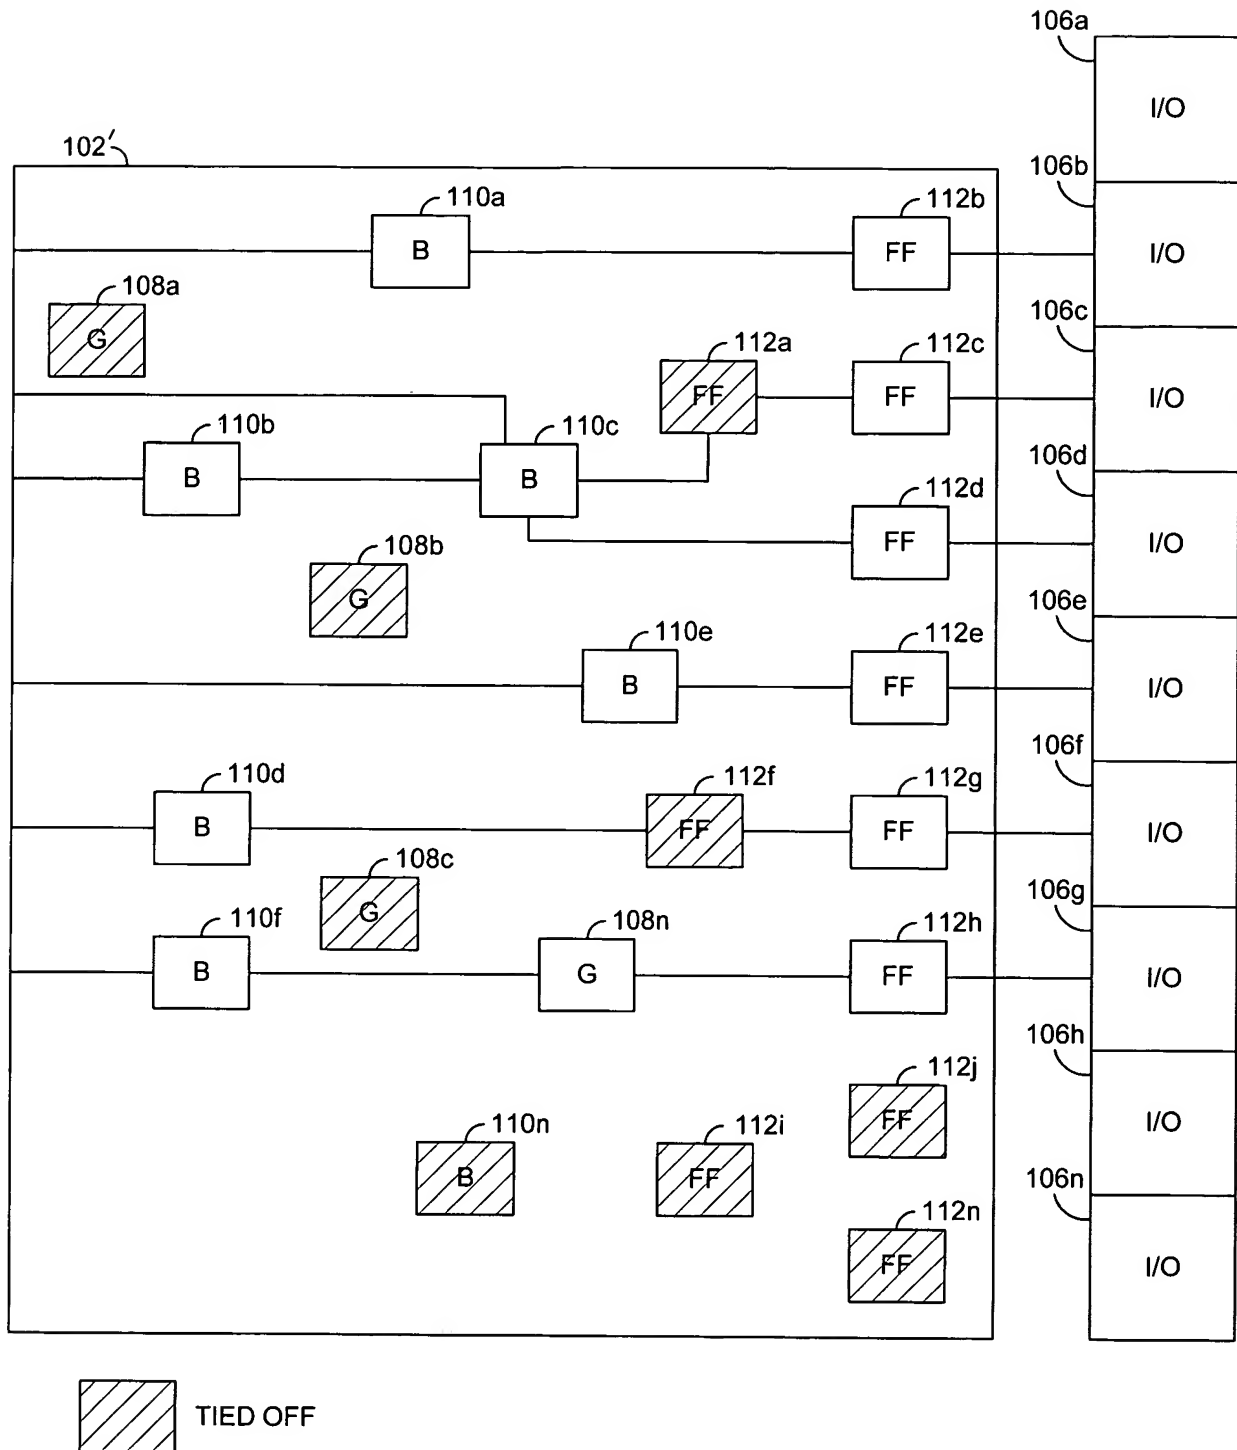 106a
I/O
102'
106b
110a
112b
B
FF
I/O
108a
G
106c
112a
112c
FF
FF
I/O
110b
110c
B
B
106d
112d
FF
I/O
108b
G
106e
110e
112e
B
FF
I/O
106f
110d
112f
112g
B
FF
FF
I/O
108c
G
106g
110f
108n
112h
B
G
FF
I/O
106h
112j
FF
I/O
110n
112i
B
FF
106n
112n
FF
I/O
TIED OFF